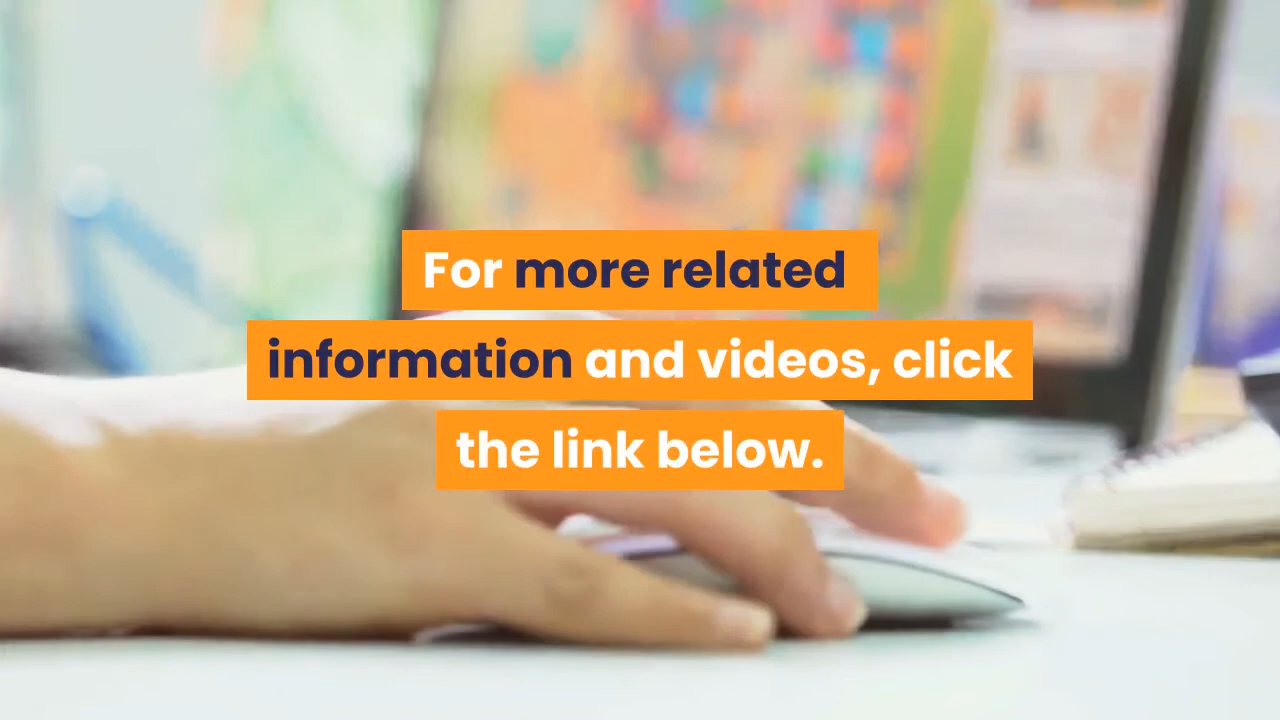 For more related
information and videos, click
the link below.